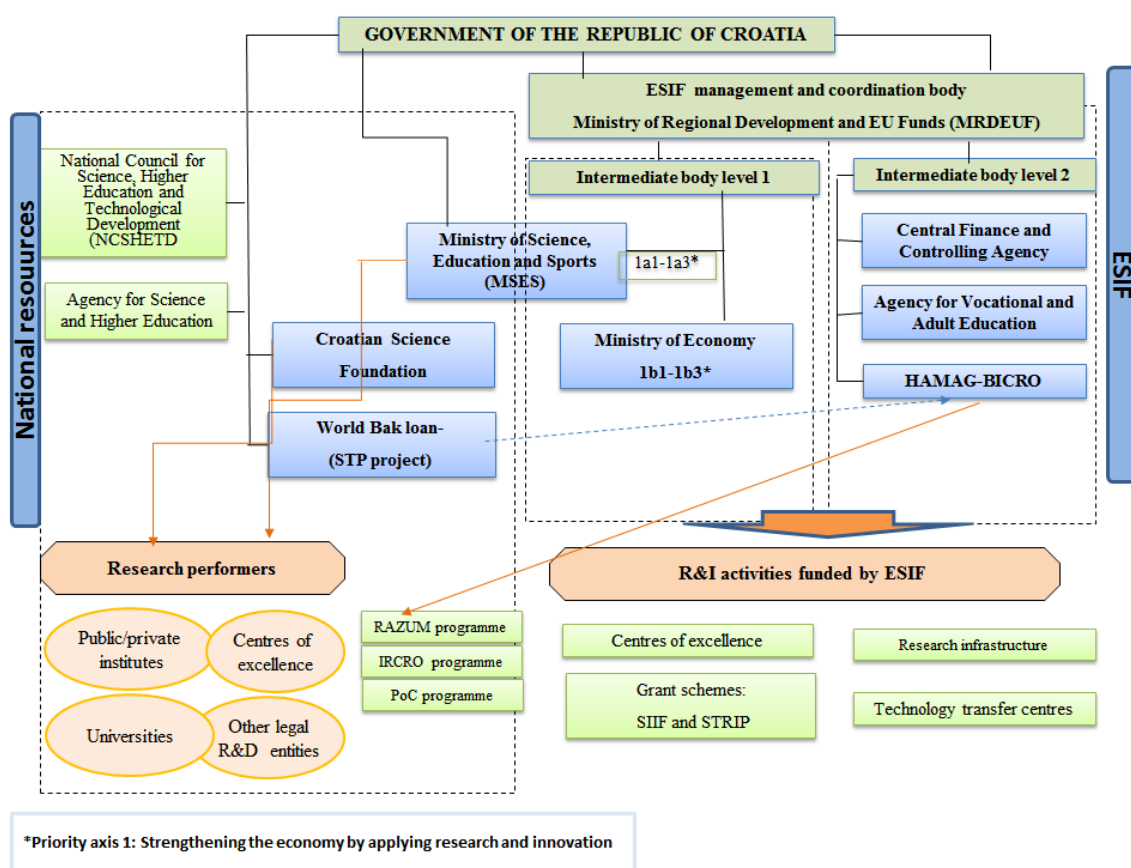 GOVERNMENT OF THE REPUBLIC OF CROATIA
ESIF management and coordination body
Ministry of Regional Development and EU Funds (MRDEUF)
National resouurces
ESIF
National Council for
Science, Higher
Education and
Technological
Development
(NCSHETD
Intermediate body level 1
Intermediate body level 2
Ministry of Science,
Education and Sports
(MSES)
1a1-1a3*
Central Finance and
Controlling Agency
Agency for Science
and Higher Education
Agency for Vocational and
Adult Education
Croatian Science
Foundation
Ministry of Economy
1b1-1b3*
HAMAG-BICRO
World Bak loan-
(STP project)
Research performers
R&I activities funded by ESIF
Public/private
institutes
Centres of
excellence
Universities
Other legal
R&D entities
RAZUM programme
IRCRO programme
PoC programme
Centres of excellence
Research infrastructure
Grant schemes:
SIIF and STRIP
Technology transfer centres
*Priority axis 1: Strengthening the economy by applying research and innovation